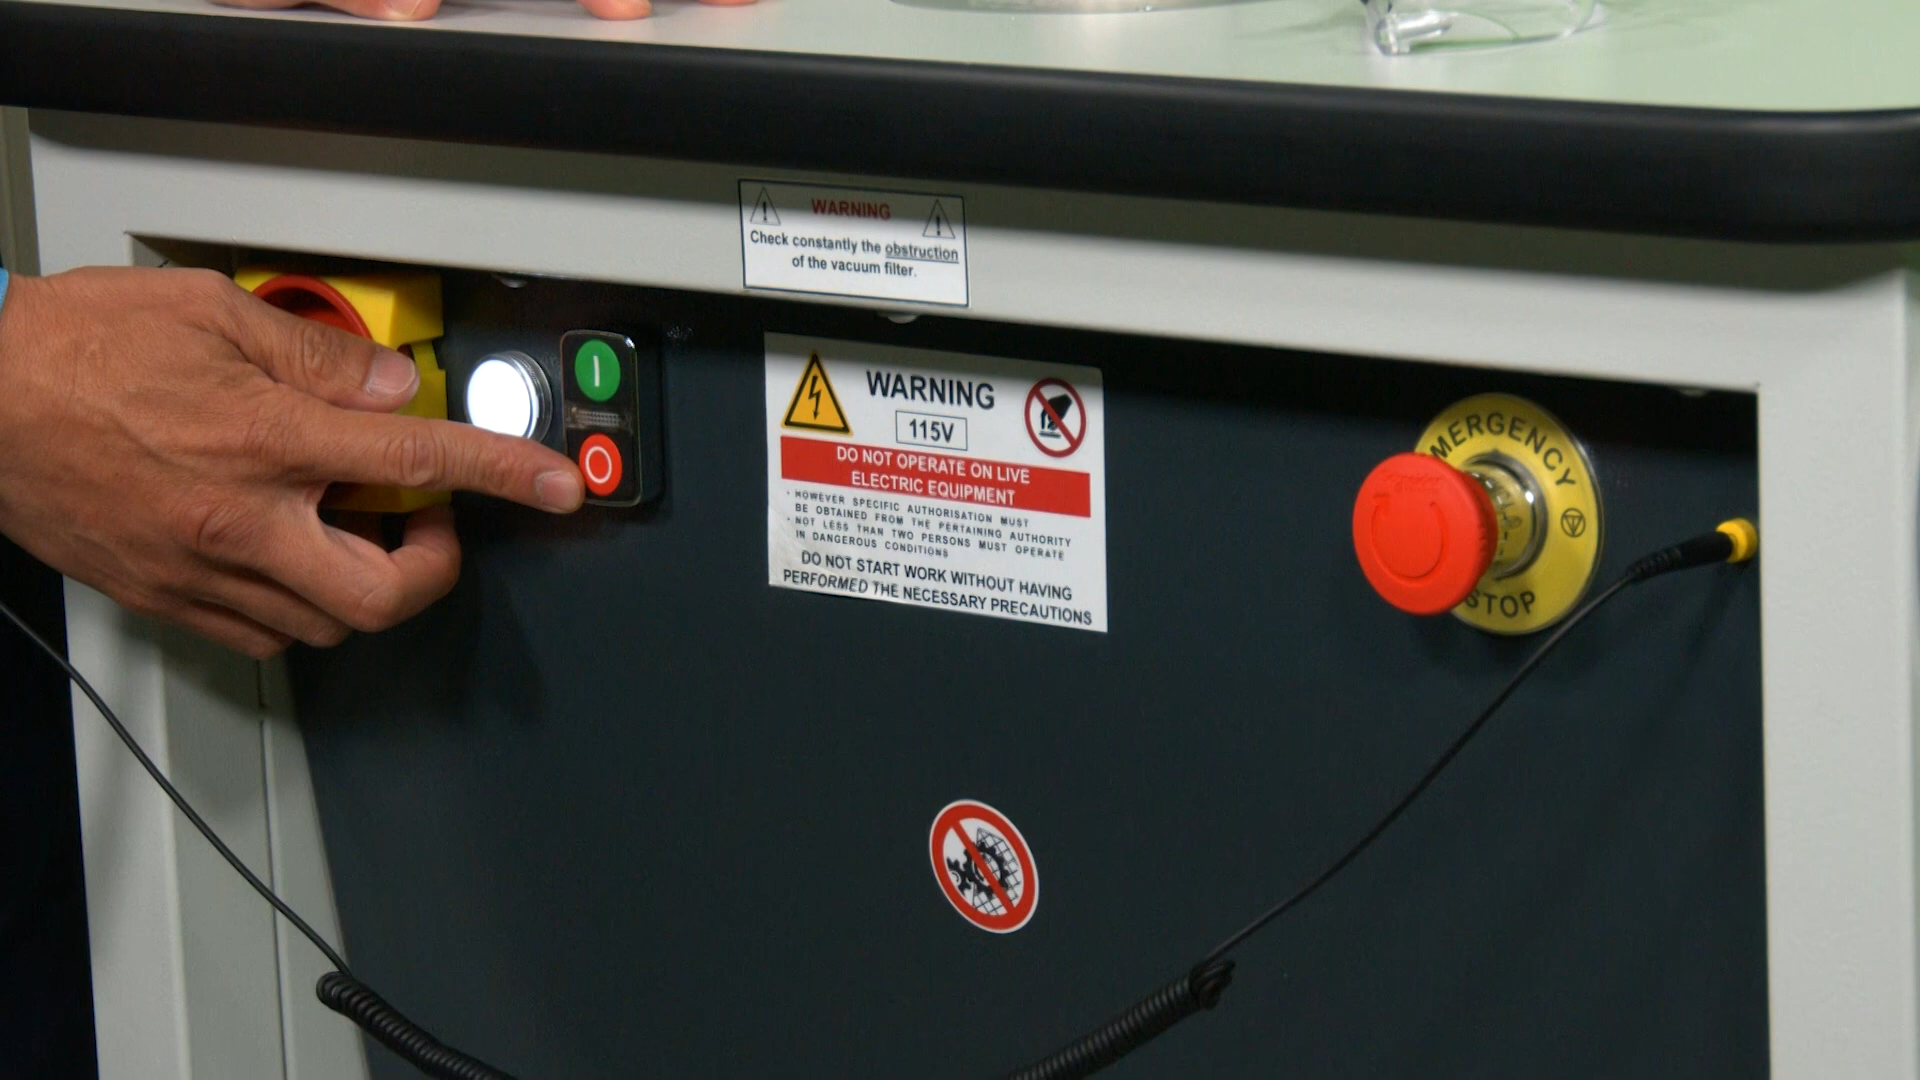 WARNING
Check constantly the obstruction
of the vacuum filter.
WARNING
115V
DO NOT OPERATE ON LIVE
ELECTRIC EQUIPMENT
· HOWEVER SPECIFIC AUTHORISATION MUST
BE OBTAINED FROM THE PERTAINING AUTHORITY
· NOT LESS THAN TWO PERSONS MUST OPERATE
IN DANGEROUS CONDITIONS
DO NOT START WORK WITHOUT HAVING
PERFORMED THE NECESSARY PRECAUTIONS
MERGENCY
STOP